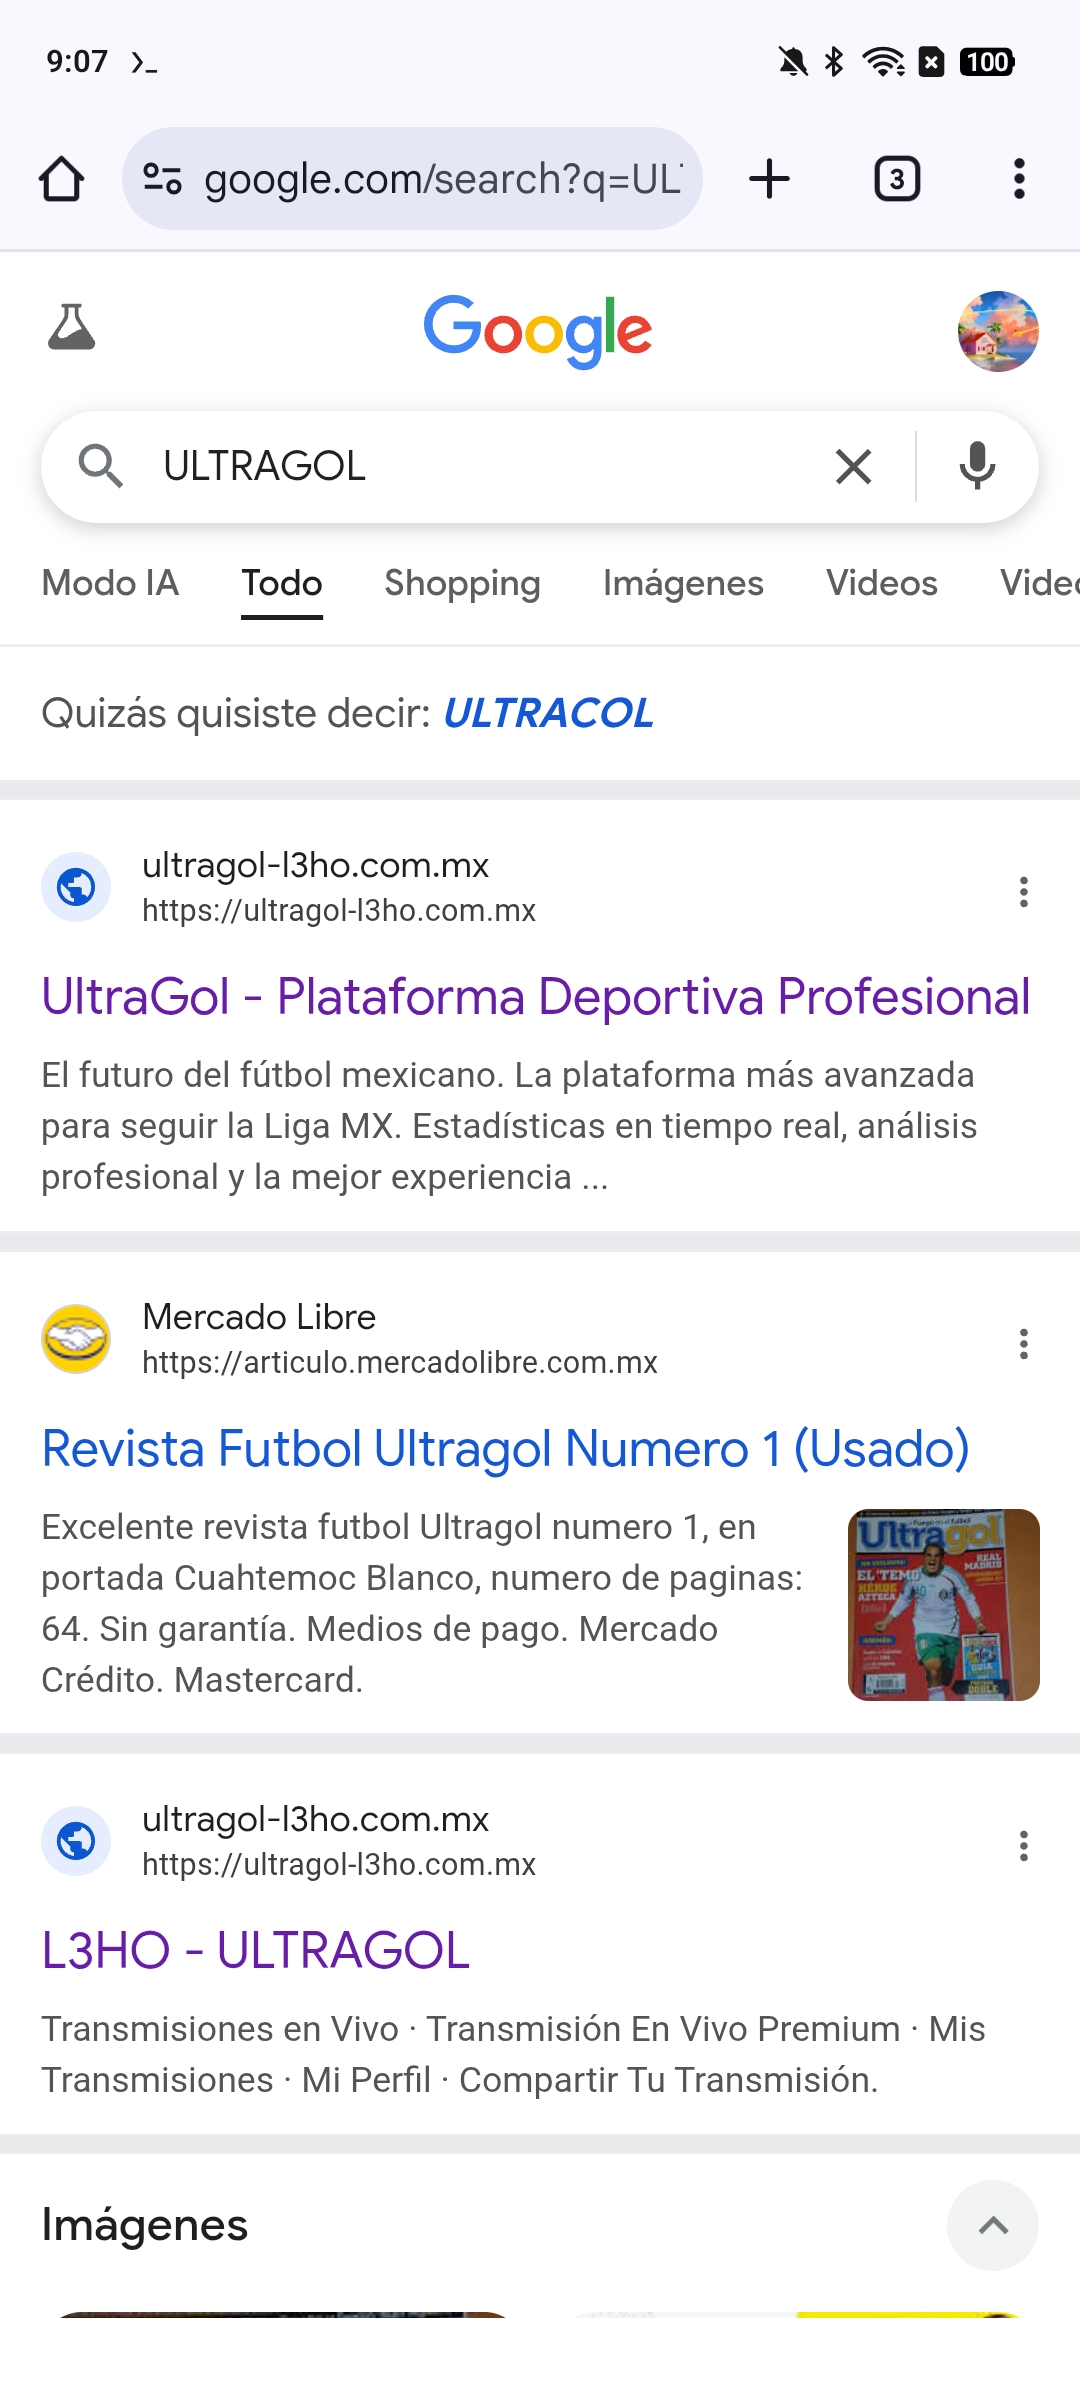 9:07
100
google.com/search?q=UL
3
Google
ULTRAGOL
Modo IA Todo Shopping Imágenes Videos Vide
Quizás quisiste decir: ULTRACOL
ultragol-l3ho.com.mx
https://ultragol-l3ho.com.mx
UltraGol - Plataforma Deportiva Profesional
El futuro del fútbol mexicano. La plataforma más avanzada
para seguir la Liga MX. Estadísticas en tiempo real, análisis
profesional y la mejor experiencia ...
Mercado Libre
https://articulo.mercadolibre.com.mx
Revista Futbol Ultragol Numero 1 (Usado)
Excelente revista futbol Ultragol numero 1, en
portada Cuahtemoc Blanco, numero de paginas:
64. Sin garantía. Medios de pago. Mercado
Crédito. Mastercard.
Ultragol
REAL
MADRID
EL 'TEMO'
HÉROE
AZTECA
GUIA
DOBLE
ultragol-l3ho.com.mx
https://ultragol-l3ho.com.mx
L3HO - ULTRAGOL
Transmisiones en Vivo · Transmisión En Vivo Premium · Mis
Transmisiones · Mi Perfil · Compartir Tu Transmisión.
Imágenes